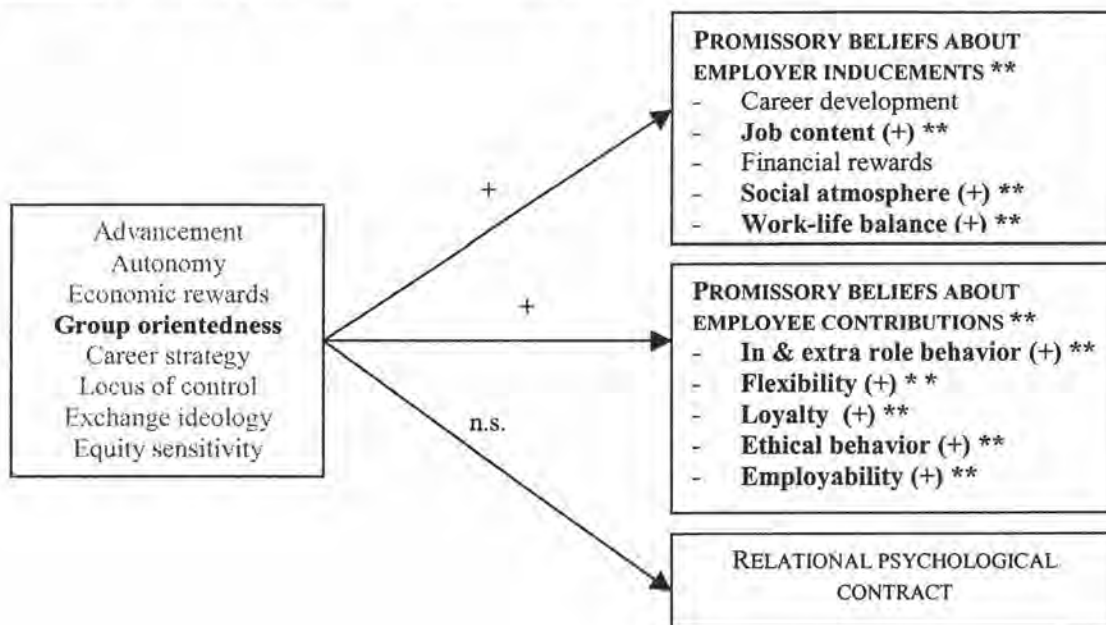 Advancement
Autonomy
Economic rewards
Group orientedness
Career strategy
Locus of control
Exchange ideology
Equity sensitivity
+
+
n.s.
PROMISSORY BELIEFS ABOUT
EMPLOYER INDUCEMENTS **
- Career development
- Job content (+) **
- Financial rewards
- Social atmosphere (+) **
- Work-life balance (+) **
PROMISSORY BELIEFS ABOUT
EMPLOYEE CONTRIBUTIONS **
- In & extra role behavior (+) **
- Flexibility (+) * *
- Loyalty (+) **
- Ethical behavior (+) **
- Employability (+) **
RELATIONAL PSYCHOLOGICAL
CONTRACT